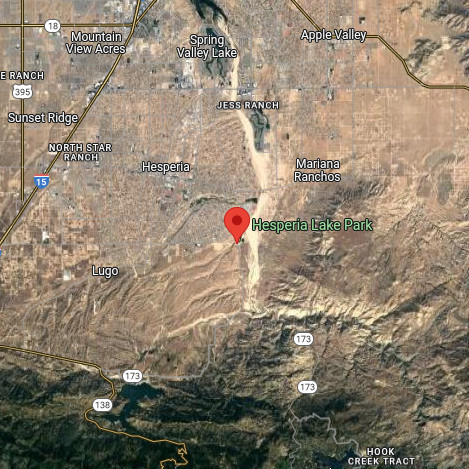 18
Mountain
View Acres
Spring
Valley Lake
Apple Valley
E RANCH
395
JESS RANCH
Sunset Ridge
NORTH STAR
RANCH
Hesperia
Mariana
Ranchos
15
Hesperia Lake Park
Lugo
173
173
173
138
HOOK
CREEK TRACT